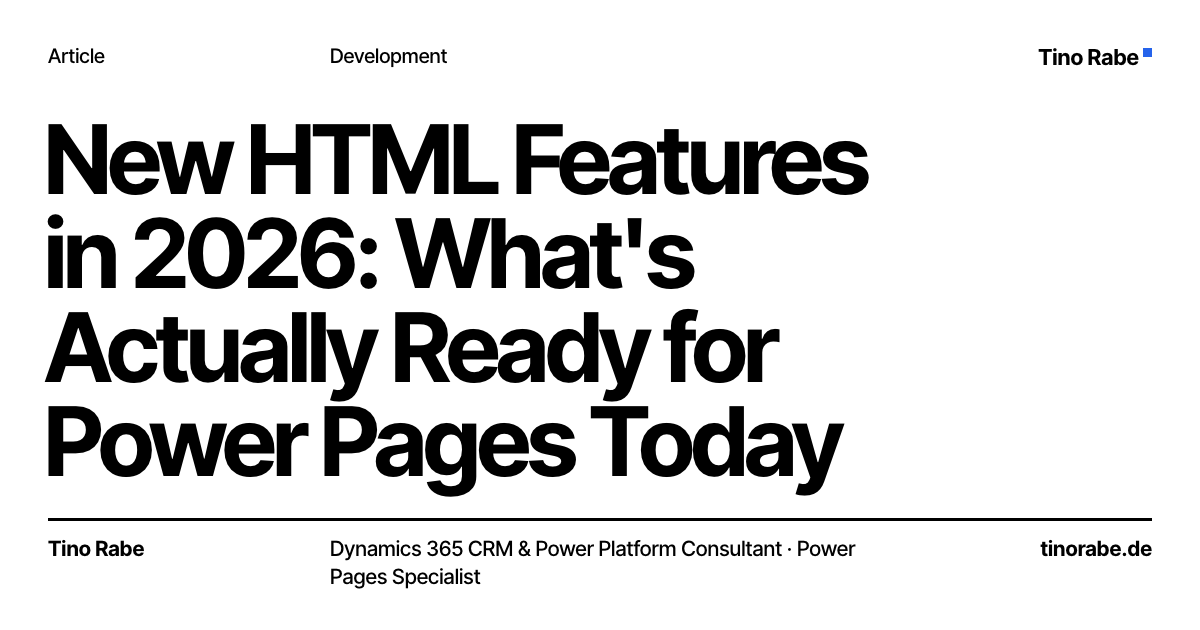 Article
Development
Tino Rabe
New HTML Features
in 2026: What's
Actually Ready for
Power Pages Today
Tino Rabe
Dynamics 365 CRM & Power Platform Consultant · Power
Pages Specialist
tinorabe.de